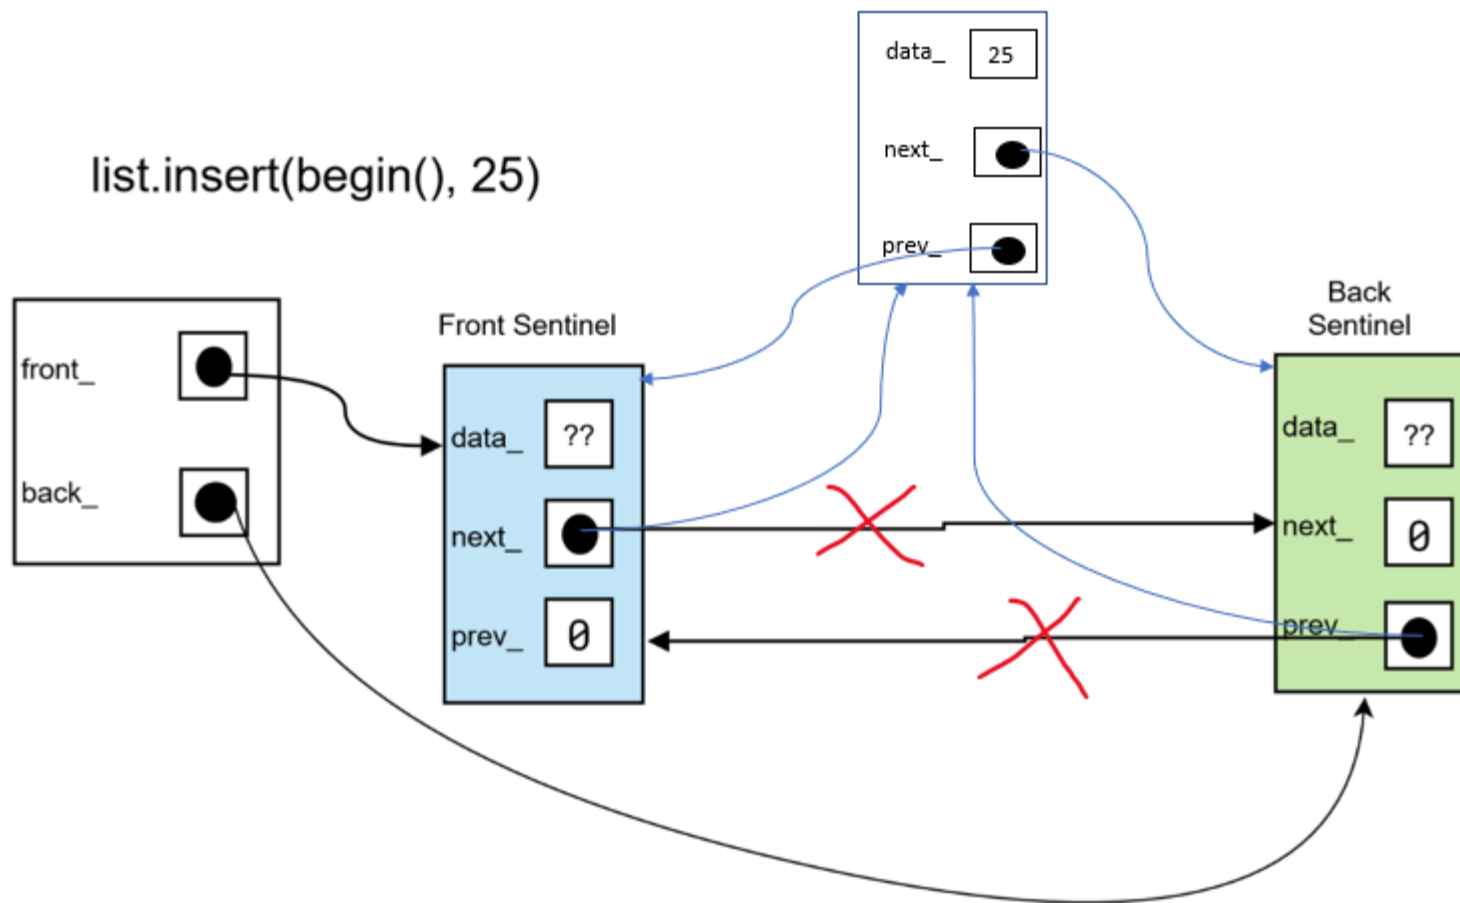 data_ 25
next_
prev_
list.insert(begin(), 25)
front_
back_
Front Sentinel
data_ ??
next_
prev_ 0
Back
Sentinel
data_ ??
next_ 0
prev_